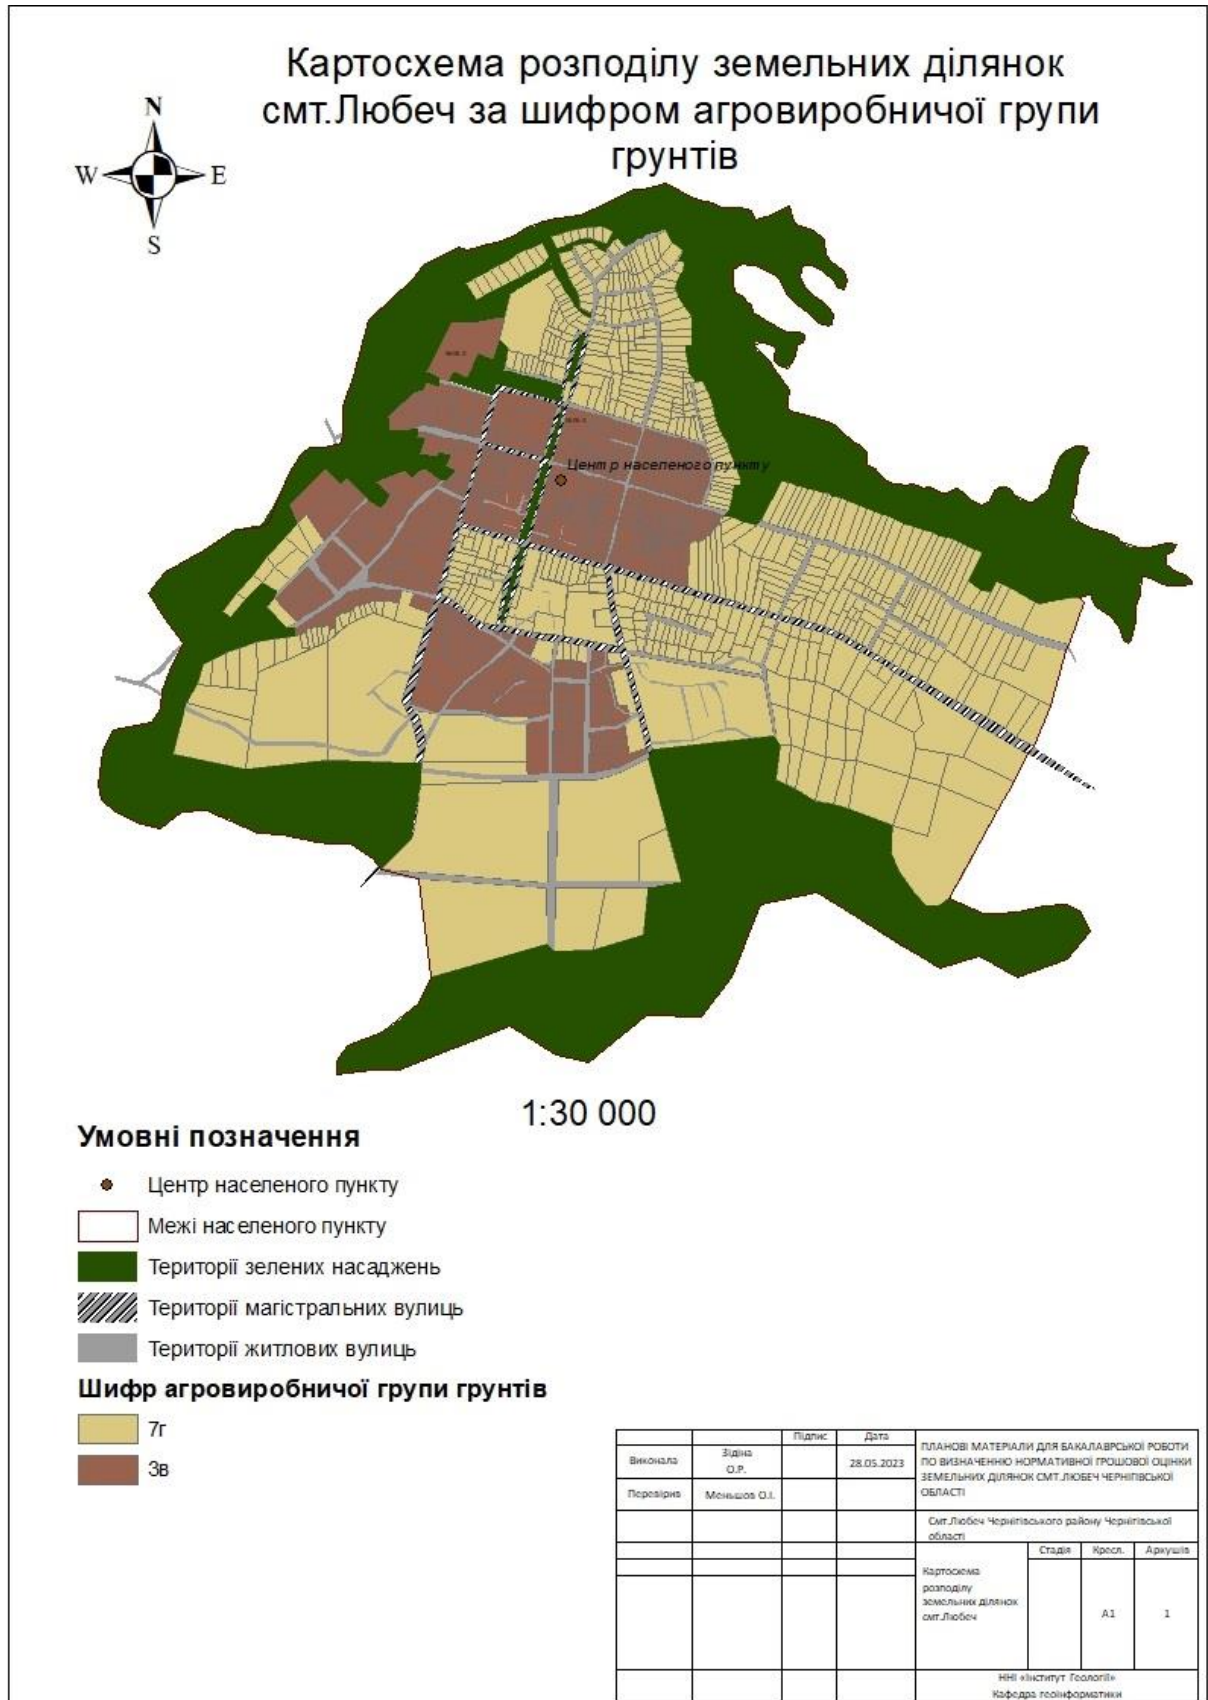 Картосхема розподілу земельних ділянок
смт.Любеч за шифром агровиробничої групи
грунтів
N
W
E
S
Центр населеного пункту
1:30 000
Умовні позначення
Центр населеного пункту
Межі населеного пункту
Території зелених насаджень
Території магістральних вулиць
Території житлових вулиць
Шифр агровиробничої групи грунтів
7г
3в
Підпис
Дата
Виконала
Зідіна
О.Р.
28.05.2023
Перевірив
Меньшов О.І.
ПЛАНОВІ МАТЕРІАЛИ ДЛЯ БАКАЛАВРСЬКОЇ РОБОТИ
ПО ВИЗНАЧЕННЮ НОРМАТИВНОЇ ГРОШОВОЇ ОЦІНКИ
ЗЕМЕЛЬНИХ ДІЛЯНОК СМТ.ЛЮБЕЧ ЧЕРНІГІВСЬКОЇ
ОБЛАСТІ
Смт.Любеч Чернігівського району Чернігівської
області
Стадія
Кресл.
Аркушів
Картосхема
розподілу
земельних ділянок
смт.Любеч
А1
1
ННІ «Інститут Геології»
Кафедра геоінформатики